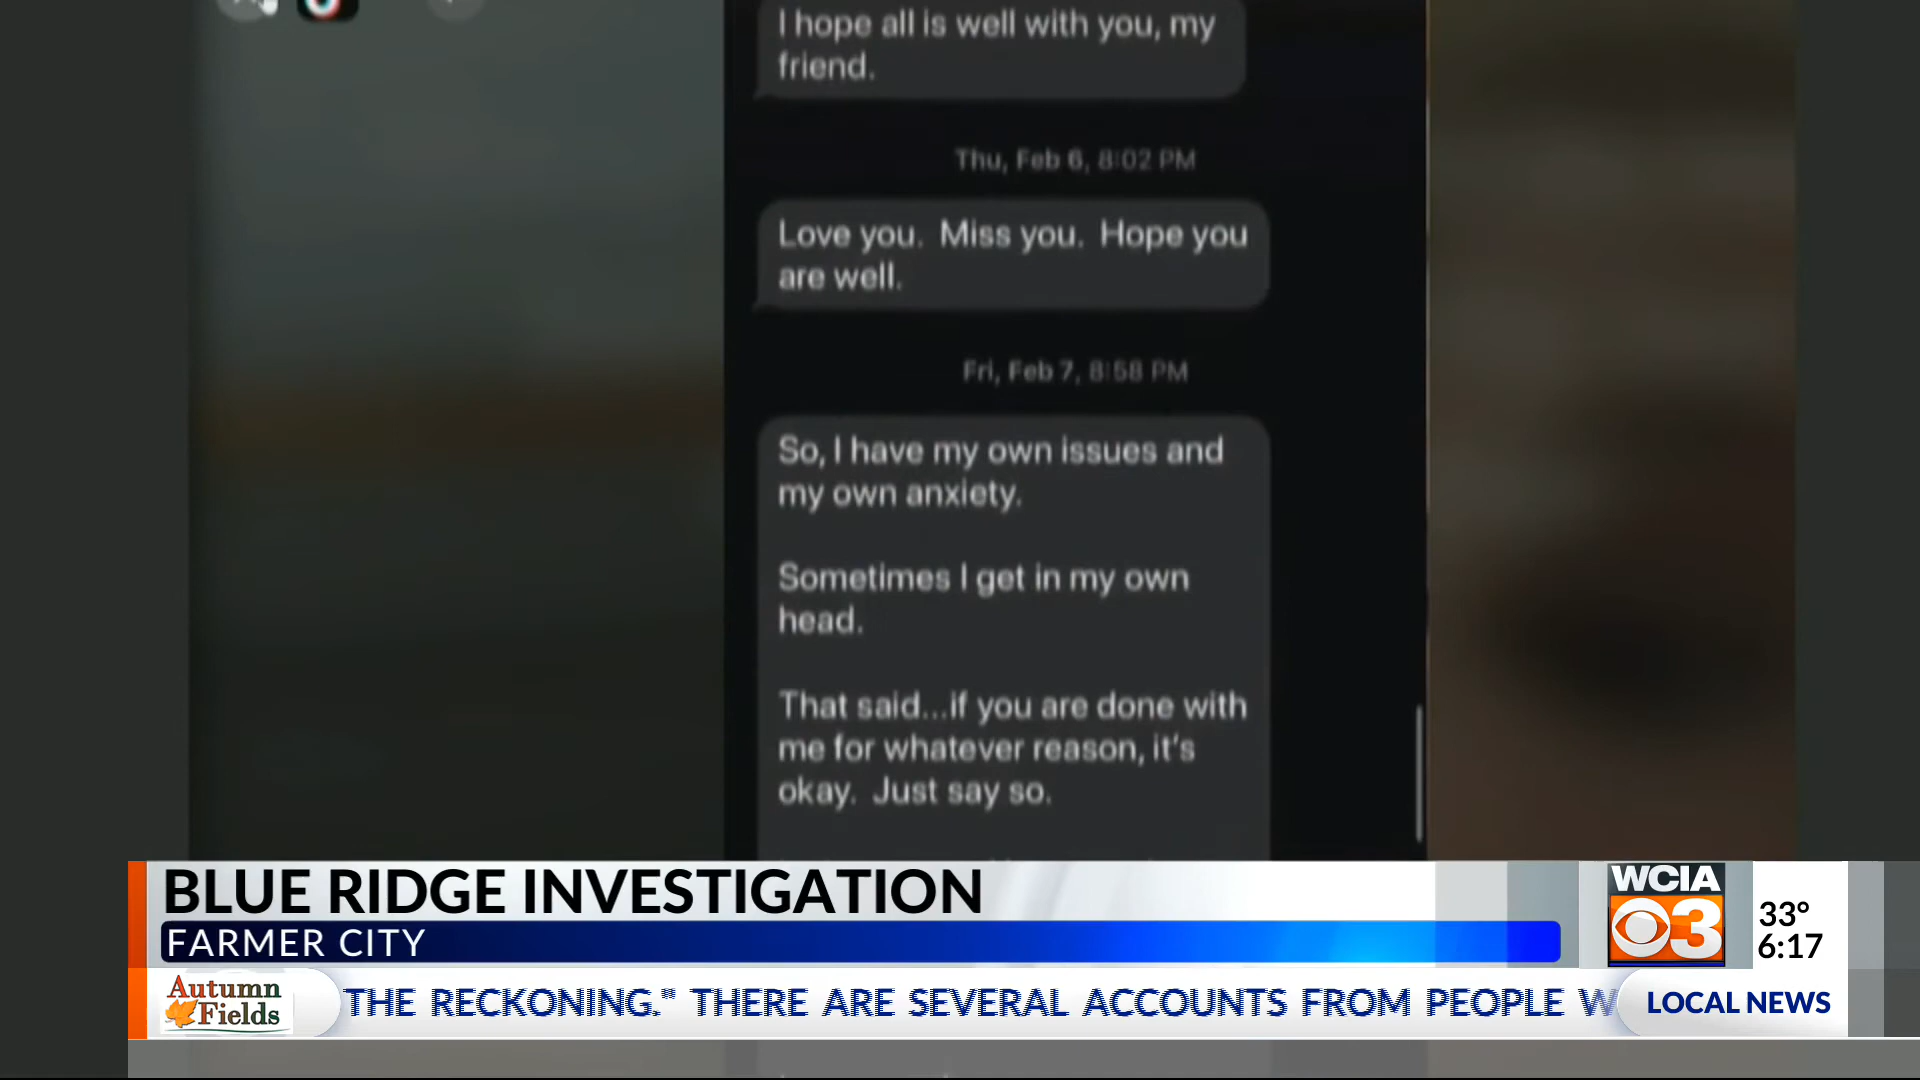 I hope all is well with you, my
friend.
Thu, Feb 6, 8:02 PM
Love you.  Miss you.  Hope you
are well.
Fri, Feb 7, 8:58 PM
So, I have my own issues and
my own anxiety.
Sometimes I get in my own
head.
That said...if you are done with
me for whatever reason, it's
okay.  Just say so.
BLUE RIDGE INVESTIGATION
FARMER CITY
WCIA
3
33°
6:17
Autumn
Fields
THE RECKONING." THERE ARE SEVERAL ACCOUNTS FROM PEOPLE W
LOCAL NEWS